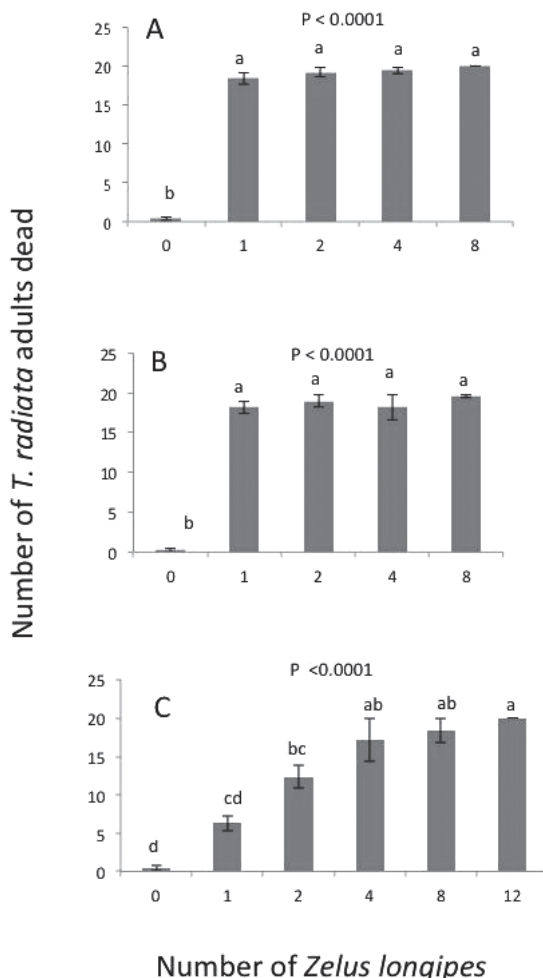 A
P < 0.0001
25
20
15
10
5
0
a
a
a
a
b
0 1 2 4 8
B
P < 0.0001
25
20
15
10
5
0
a
a
a
a
b
0 1 2 4 8
C
P <0.0001
25
20
15
10
5
0
d
cd
bc
ab
ab
a
0 1 2 4 8 12
Number of T. radiata adults dead
Number of Zelus longipes